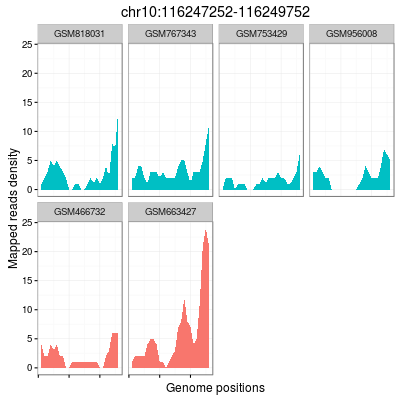 chr10:116247252-116249752
GSM818031 GSM767343 GSM753429 GSM956008
25
20
15
10
5
0
Mapped reads density
GSM466732 GSM663427
25
20
15
10
5
0
Genome positions